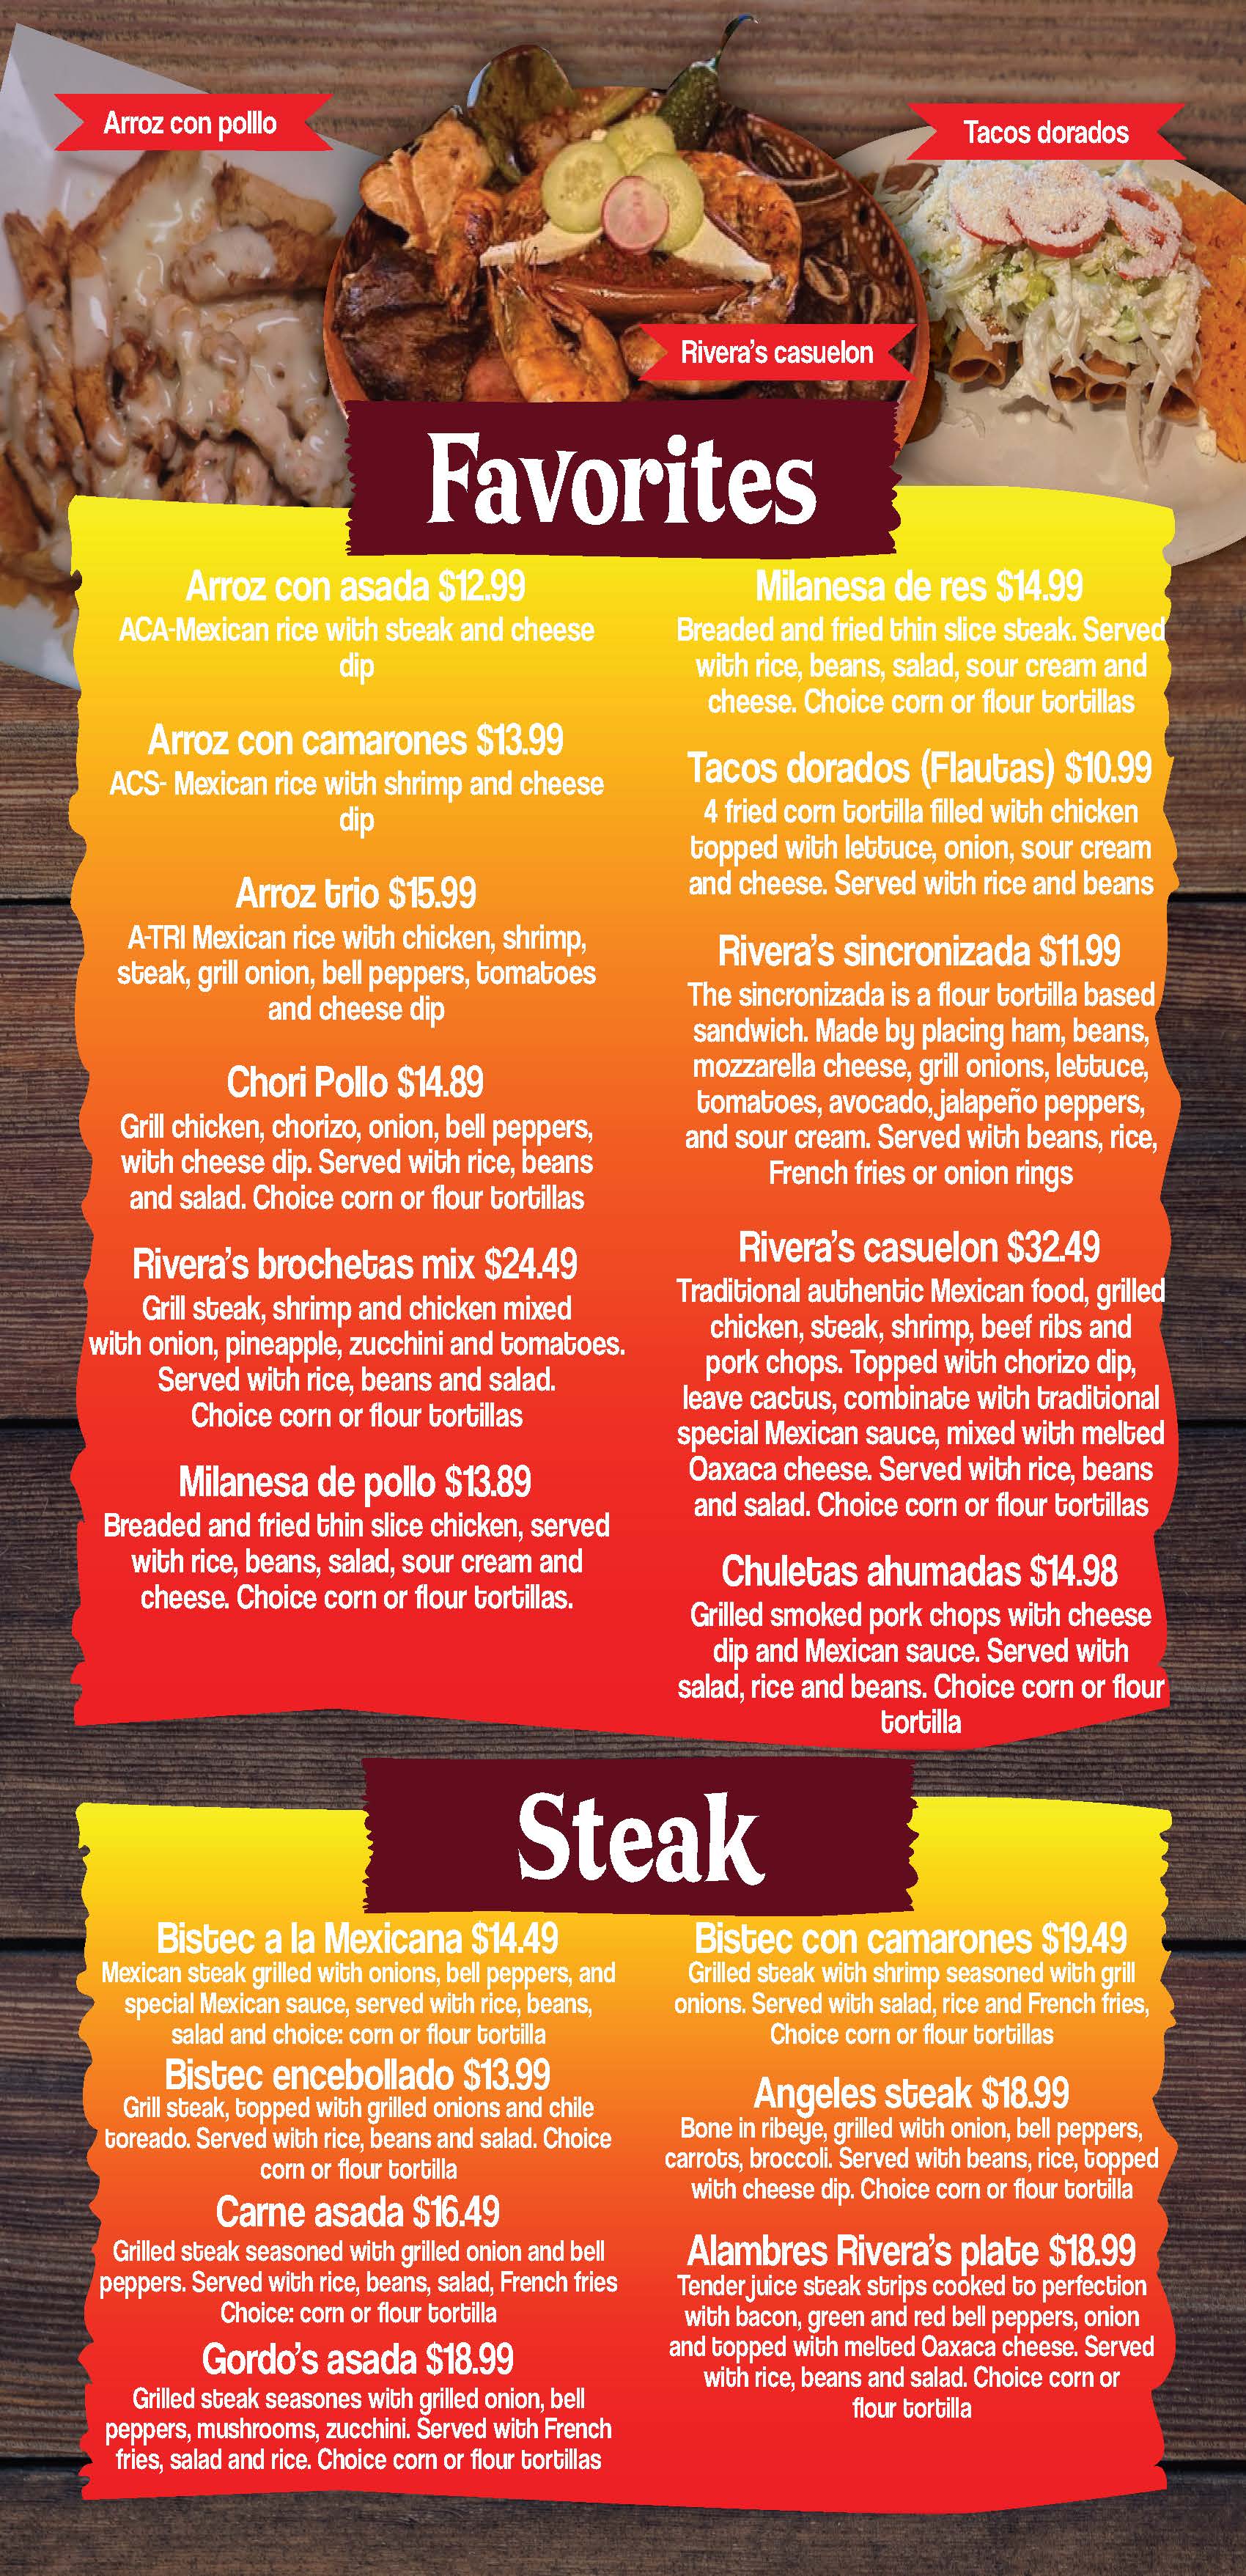 Arroz con polllo
Tacos dorados
Rivera's casuelon
Favorites
Arroz con asada $12.99
ACA-Mexican rice with steak and cheese
dip
Arroz con camarones $13.99
ACS- Mexican rice with shrimp and cheese
dip
Arroz trio $15.99
A-TRI Mexican rice with chicken, shrimp,
steak, grill onion, bell peppers, tomatoes
and cheese dip
Chori Pollo $14.89
Grill chicken, chorizo, onion, bell peppers,
with cheese dip. Served with rice, beans
and salad. Choice corn or flour tortillas
Rivera's brochetas mix $24.49
Grill steak, shrimp and chicken mixed
with onion, pineapple, zucchini and tomatoes.
Served with rice, beans and salad.
Choice corn or flour tortillas
Milanesa de pollo $13.89
Breaded and fried thin slice chicken, served
with rice, beans, salad, sour cream and
cheese. Choice corn or flour tortillas.
Milanesa de res $14.99
Breaded and fried thin slice steak. Served
with rice, beans, salad, sour cream and
cheese. Choice corn or flour tortillas
Tacos dorados (Flautas) $10.99
4 fried corn tortilla filled with chicken
topped with lettuce, onion, sour cream
and cheese. Served with rice and beans
Rivera's sincronizada $11.99
The sincronizada is a flour tortilla based
sandwich. Made by placing ham, beans,
mozzarella cheese, grill onions, lettuce,
tomatoes, avocado, jalapeño peppers,
and sour cream. Served with beans, rice,
French fries or onion rings
Rivera's casuelon $32.49
Traditional authentic Mexican food, grilled
chicken, steak, shrimp, beef ribs and
pork chops. Topped with chorizo dip,
leave cactus, combinate with traditional
special Mexican sauce, mixed with melted
Oaxaca cheese. Served with rice, beans
and salad. Choice corn or flour tortillas
Chuletas ahumadas $14.98
Grilled smoked pork chops with cheese
dip and Mexican sauce. Served with
salad, rice and beans. Choice corn or flour
tortilla
Steak
Bistec a la Mexicana $14.49
Mexican steak grilled with onions, bell peppers, and
special Mexican sauce, served with rice, beans,
salad and choice: corn or flour tortilla
Bistec encebollado $13.99
Grill steak, topped with grilled onions and chile
toreado. Served with rice, beans and salad. Choice
corn or flour tortilla
Carne asada $16.49
Grilled steak seasoned with grilled onion and bell
peppers. Served with rice, beans, salad, French fries
Choice: corn or flour tortilla
Gordo's asada $18.99
Grilled steak seasones with grilled onion, bell
peppers, mushrooms, zucchini. Served with French
fries, salad and rice. Choice corn or flour tortillas
Bistec con camarones $19.49
Grilled steak with shrimp seasoned with grill
onions. Served with salad, rice and French fries,
Choice corn or flour tortillas
Angeles steak $18.99
Bone in ribeye, grilled with onion, bell peppers,
carrots, broccoli. Served with beans, rice, topped
with cheese dip. Choice corn or flour tortilla
Alambres Rivera's plate $18.99
Tender juice steak strips cooked to perfection
with bacon, green and red bell peppers, onion
and topped with melted Oaxaca cheese. Served
with rice, beans and salad. Choice corn or
flour tortilla